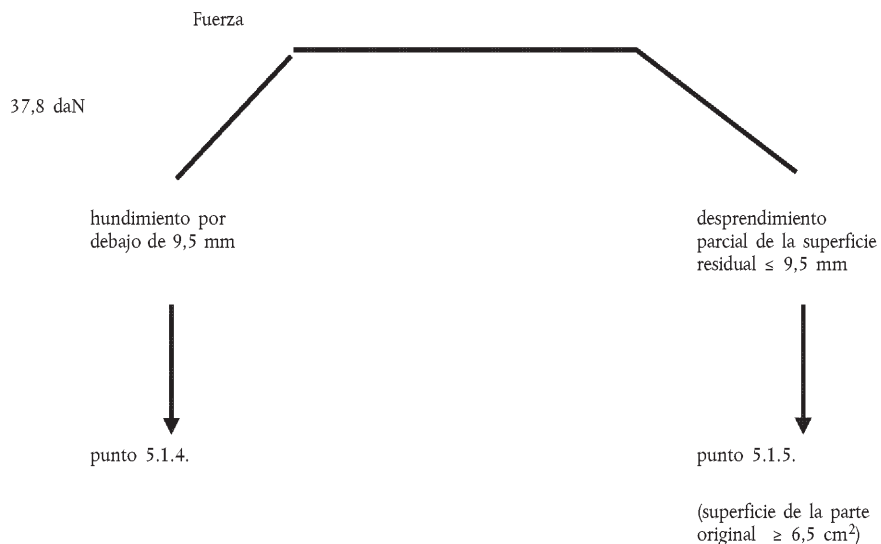 Fuerza
37,8 daN
hundimiento por
debajo de 9,5 mm
desprendimiento
parcial de la superficie
residual ≤ 9,5 mm
punto 5.1.4.
punto 5.1.5.
(superficie de la parte
original ≥ 6,5 cm²)